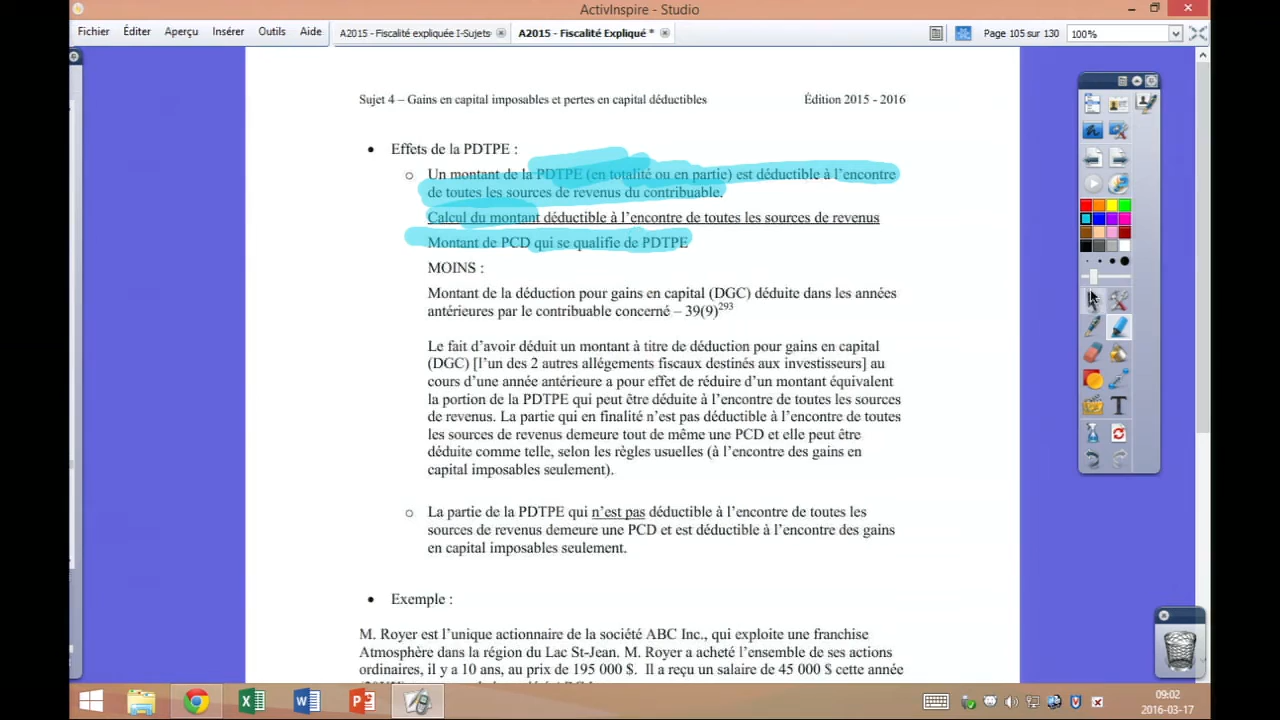 ActivInspire - Studio
Fichier Éditer Aperçu Insérer Outils Aide
A2015 - Fiscalité expliquée I-Sujets
A2015 - Fiscalité Expliqué *
Page 105 sur 130
100%
Sujet 4 – Gains en capital imposables et pertes en capital déductibles Édition 2015 - 2016
• Effets de la PDTPE :
o Un montant de la PDTPE (en totalité ou en partie) est déductible à l’encontre
de toutes les sources de revenus du contribuable.
Calcul du montant déductible à l’encontre de toutes les sources de revenus
Montant de PCD qui se qualifie de PDTPE
MOINS :
Montant de la déduction pour gains en capital (DGC) déduite dans les années
antérieures par le contribuable concerné – 39(9)293
Le fait d’avoir déduit un montant à titre de déduction pour gains en capital
(DGC) [l’un des 2 autres allégements fiscaux destinés aux investisseurs] au
cours d’une année antérieure a pour effet de réduire d’un montant équivalent
la portion de la PDTPE qui peut être déduite à l’encontre de toutes les sources
de revenus. La partie qui en finalité n’est pas déductible à l’encontre de toutes
les sources de revenus demeure tout de même une PCD et elle peut être
déduite comme telle, selon les règles usuelles (à l’encontre des gains en
capital imposables seulement).
o La partie de la PDTPE qui n’est pas déductible à l’encontre de toutes les
sources de revenus demeure une PCD et est déductible à l’encontre des gains
en capital imposables seulement.
• Exemple :
M. Royer est l’unique actionnaire de la société ABC Inc., qui exploite une franchise
Atmosphère dans la région du Lac St-Jean. M. Royer a acheté l’ensemble de ses actions
ordinaires, il y a 10 ans, au prix de 195 000 $. Il a reçu un salaire de 45 000 $ cette année
09:02
2016-03-17